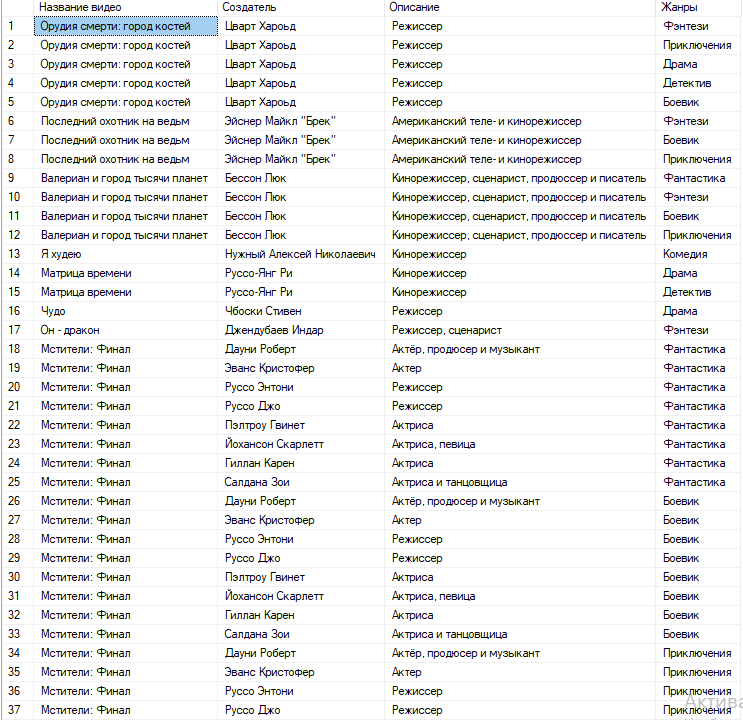 Название видео Создатель Описание Жанры
1 Орудия смерти: город костей Цварт Хароьд Режиссер Фэнтези
2 Орудия смерти: город костей Цварт Хароьд Режиссер Приключения
3 Орудия смерти: город костей Цварт Хароьд Режиссер Драма
4 Орудия смерти: город костей Цварт Хароьд Режиссер Детектив
5 Орудия смерти: город костей Цварт Хароьд Режиссер Боевик
6 Последний охотник на ведьм Эйснер Майкл "Брек" Американский теле- и кинорежиссер Фэнтези
7 Последний охотник на ведьм Эйснер Майкл "Брек" Американский теле- и кинорежиссер Боевик
8 Последний охотник на ведьм Эйснер Майкл "Брек" Американский теле- и кинорежиссер Приключения
9 Валериан и город тысячи планет Бессон Люк Кинорежиссер, сценарист, продюссер и писатель Фантастика
10 Валериан и город тысячи планет Бессон Люк Кинорежиссер, сценарист, продюссер и писатель Фэнтези
11 Валериан и город тысячи планет Бессон Люк Кинорежиссер, сценарист, продюссер и писатель Боевик
12 Валериан и город тысячи планет Бессон Люк Кинорежиссер, сценарист, продюссер и писатель Приключения
13 Я худею Нужный Алексей Николаевич Кинорежиссер Комедия
14 Матрица времени Руссо-Янг Ри Кинорежиссер Драма
15 Матрица времени Руссо-Янг Ри Кинорежиссер Детектив
16 Чудо Чбоски Стивен Режиссер Драма
17 Он - дракон Джендубаев Индар Режиссер, сценарист Фэнтези
18 Мстители: Финал Дауни Роберт Актёр, продюсер и музыкант Фантастика
19 Мстители: Финал Эванс Кристофер Актер Фантастика
20 Мстители: Финал Руссо Энтони Режиссер Фантастика
21 Мстители: Финал Руссо Джо Режиссер Фантастика
22 Мстители: Финал Пэлтроу Гвинет Актриса Фантастика
23 Мстители: Финал Йохансон Скарлетт Актриса, певица Фантастика
24 Мстители: Финал Гиллан Карен Актриса Фантастика
25 Мстители: Финал Салдана Зои Актриса и танцовщица Фантастика
26 Мстители: Финал Дауни Роберт Актёр, продюсер и музыкант Боевик
27 Мстители: Финал Эванс Кристофер Актер Боевик
28 Мстители: Финал Руссо Энтони Режиссер Боевик
29 Мстители: Финал Руссо Джо Режиссер Боевик
30 Мстители: Финал Пэлтроу Гвинет Актриса Боевик
31 Мстители: Финал Йохансон Скарлетт Актриса, певица Боевик
32 Мстители: Финал Гиллан Карен Актриса Боевик
33 Мстители: Финал Салдана Зои Актриса и танцовщица Боевик
34 Мстители: Финал Дауни Роберт Актёр, продюсер и музыкант Приключения
35 Мстители: Финал Эванс Кристофер Актер Приключения
36 Мстители: Финал Руссо Энтони Режиссер Приключения
37 Мстители: Финал Руссо Джо Режиссер Приключения
Актива